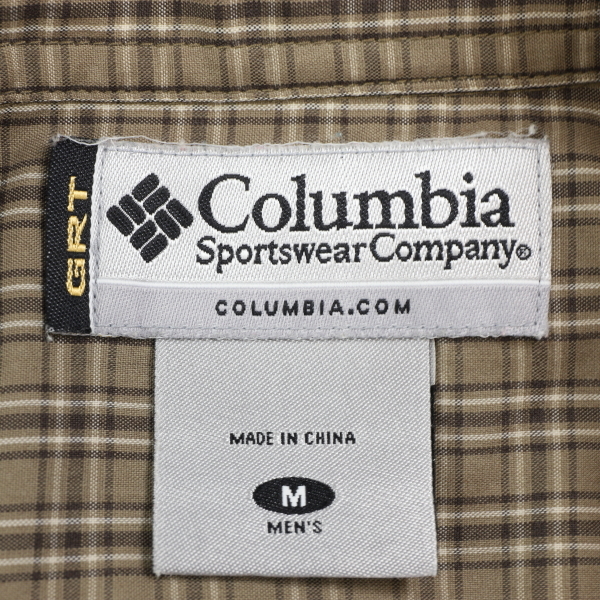 GRT
Columbia
Sportswear Company®
COLUMBIA.COM
MADE IN CHINA
M
MEN'S